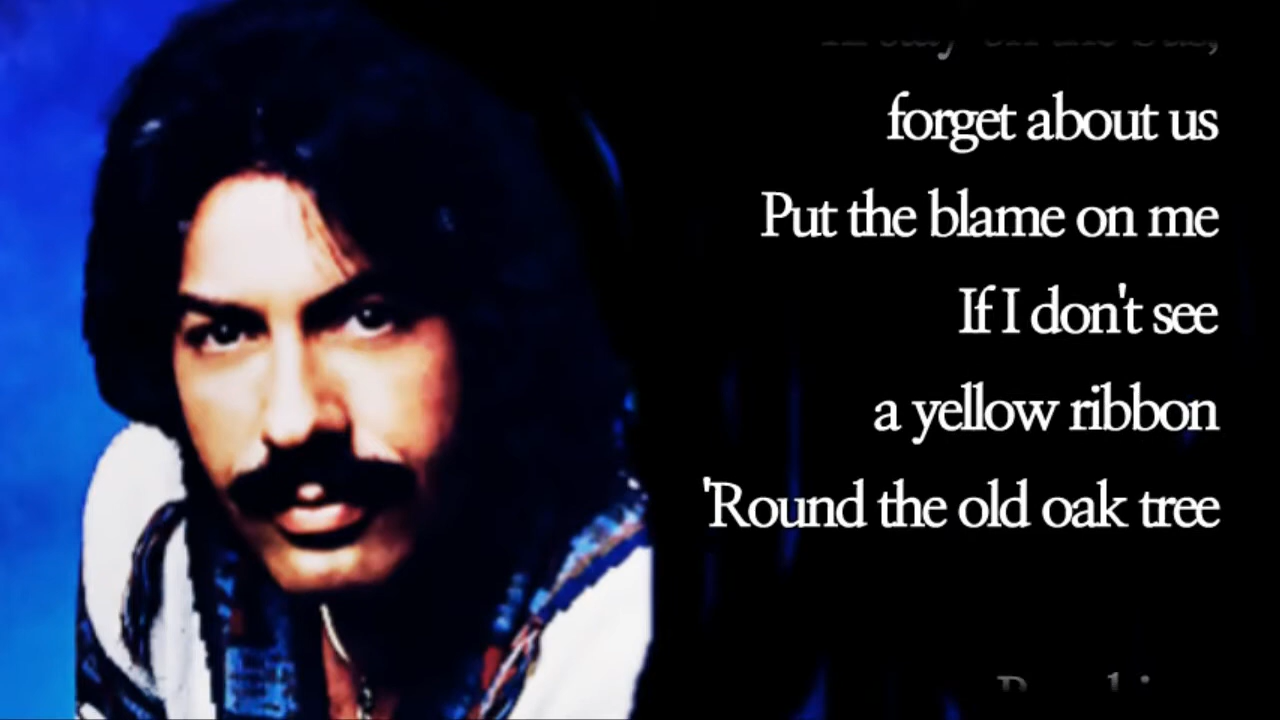 forget about us
Put the blame on me
If I don't see
a yellow ribbon
'Round the old oak tree